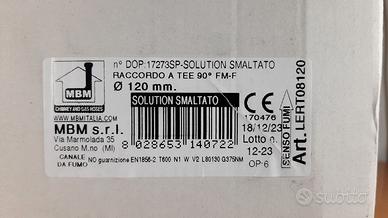 MBM
CHIMNEY AND GAS HOSES
WWW.MBMITALIA.COM
MBM s.r.l.
Via Marmolada 35
Cusano M.no (MI)
CANALE
DA FUMO
n° DOP:17273SP-SOLUTION SMALTATO
RACCORDO A TEE 90° FM-F
Ø 120 mm.
SOLUTION SMALTATO
8 028653 140722
NO guarnizione EN1856-2 T600 N1 W V2 L80130 G375NM
CE
170476
18/12/23
Lotto n.
12-23
OP:6
SENSO FUMI
Art. LERT08120
Subito